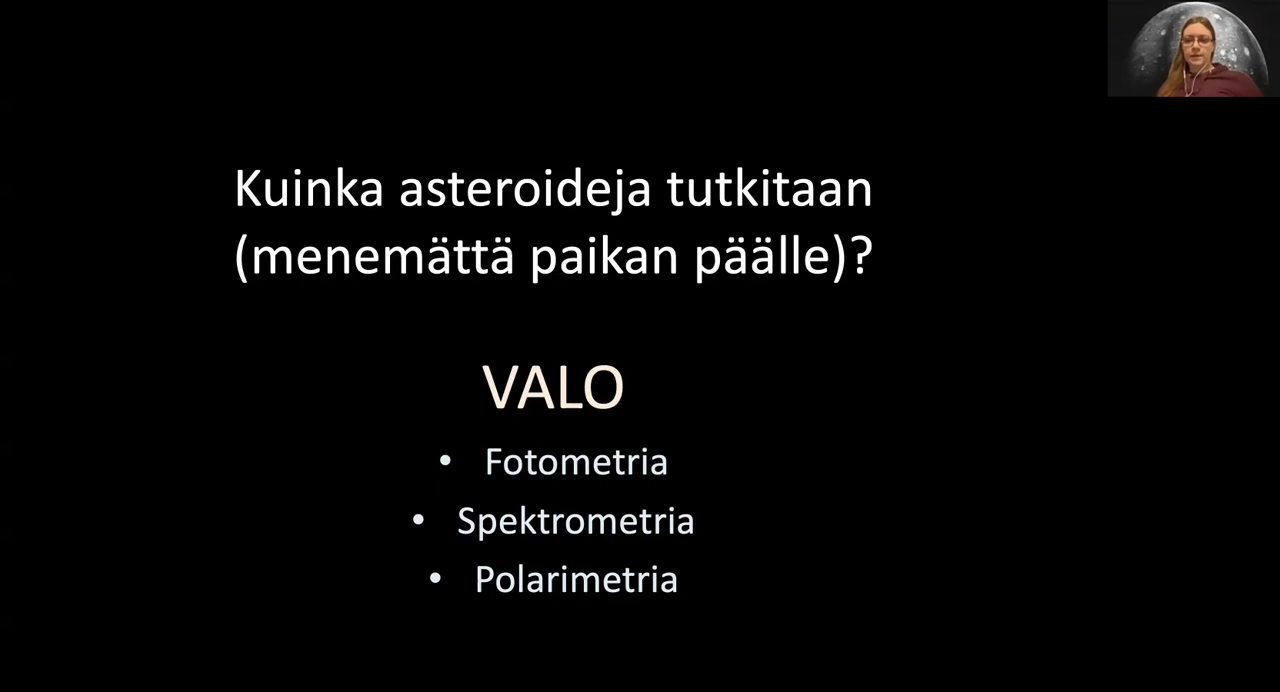 Kuinka asteroideja tutkitaan
(menemättä paikan päälle)?
VALO
• Fotometria
• Spektrometria
• Polarimetria